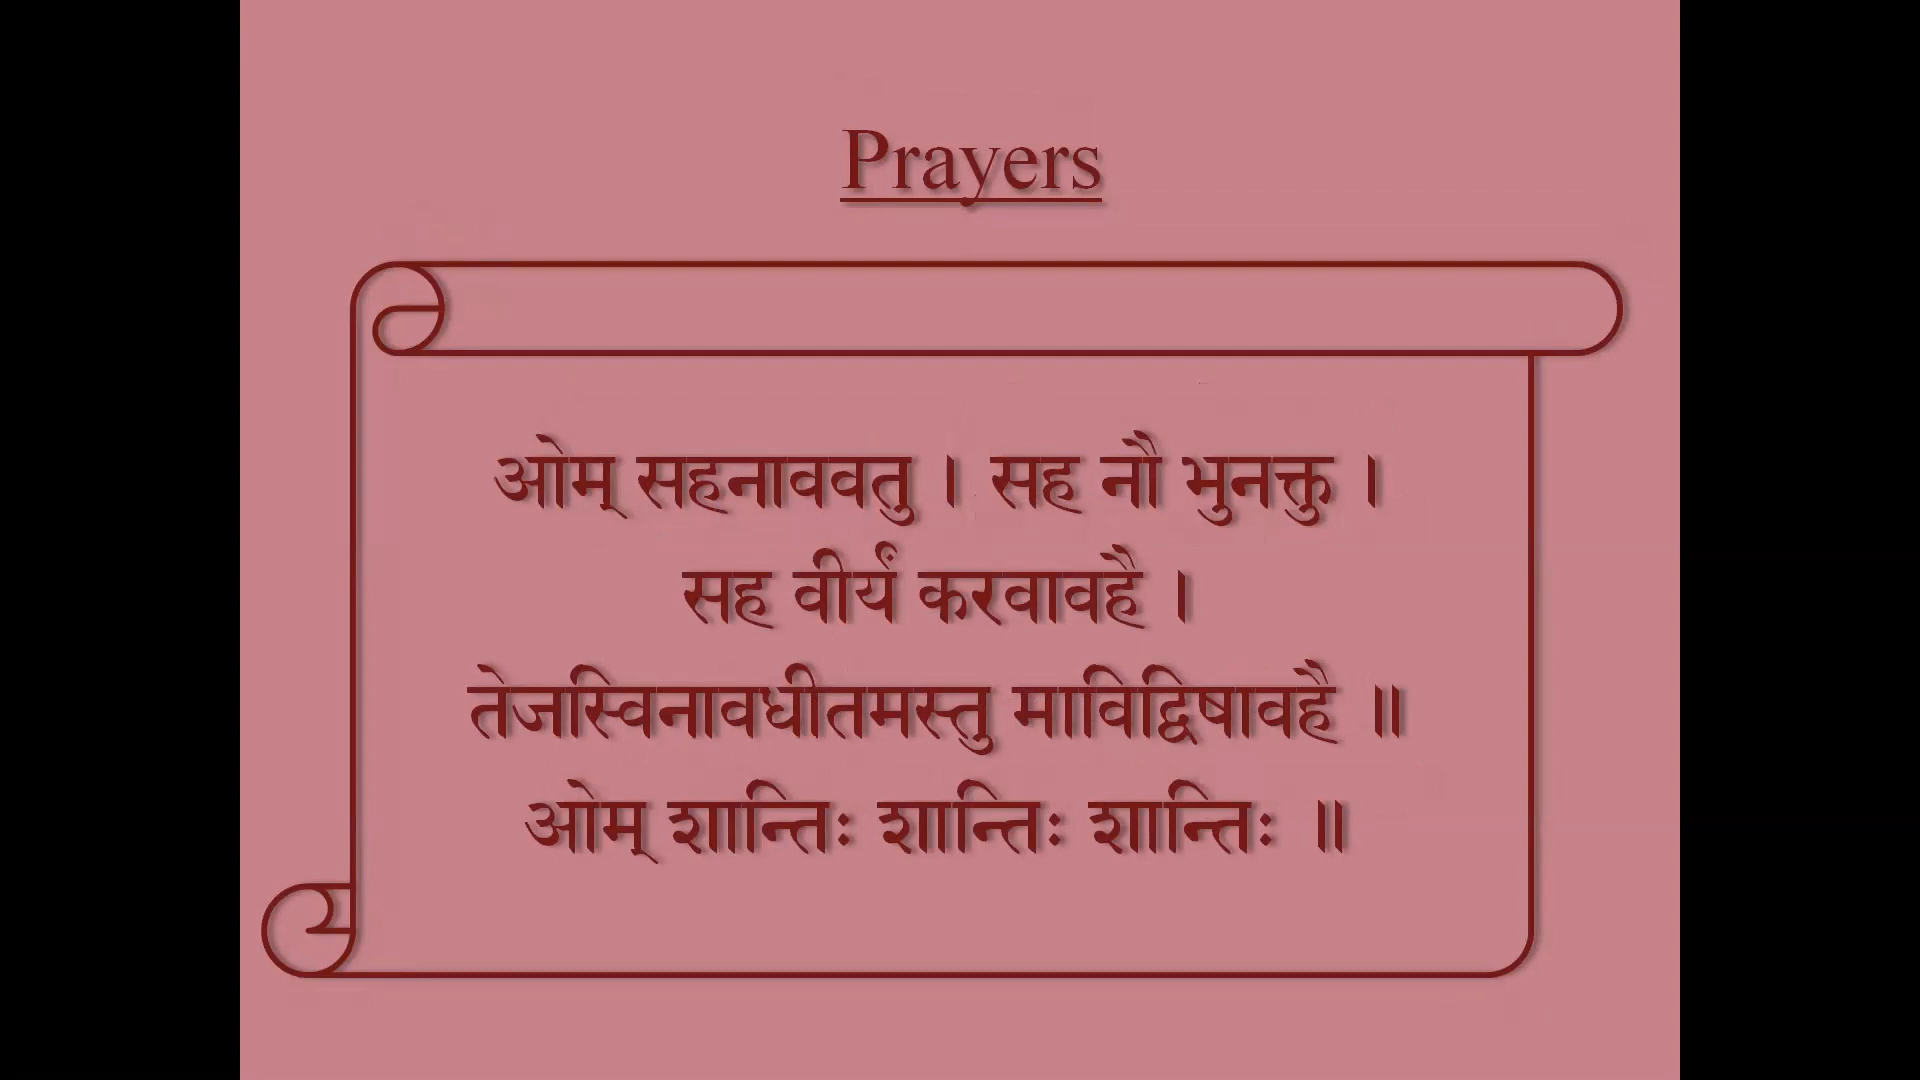 Prayers
ओम् सहनाववतु । सह नौ भुनक्तु ।
सह वीर्यं करवावहै ।
तेजस्विनावधीतमस्तु माविद्विषावहै ॥
ओम् शान्तिः शान्तिः शान्तिः ॥